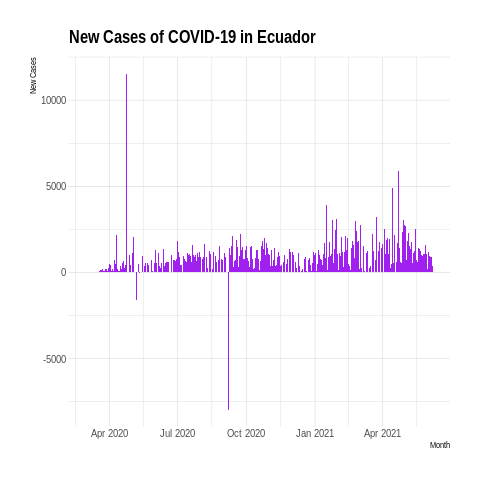 New Cases of COVID-19 in Ecuador
New Cases
10000
5000
0
-5000
Apr 2020 Jul 2020 Oct 2020 Jan 2021 Apr 2021
Month